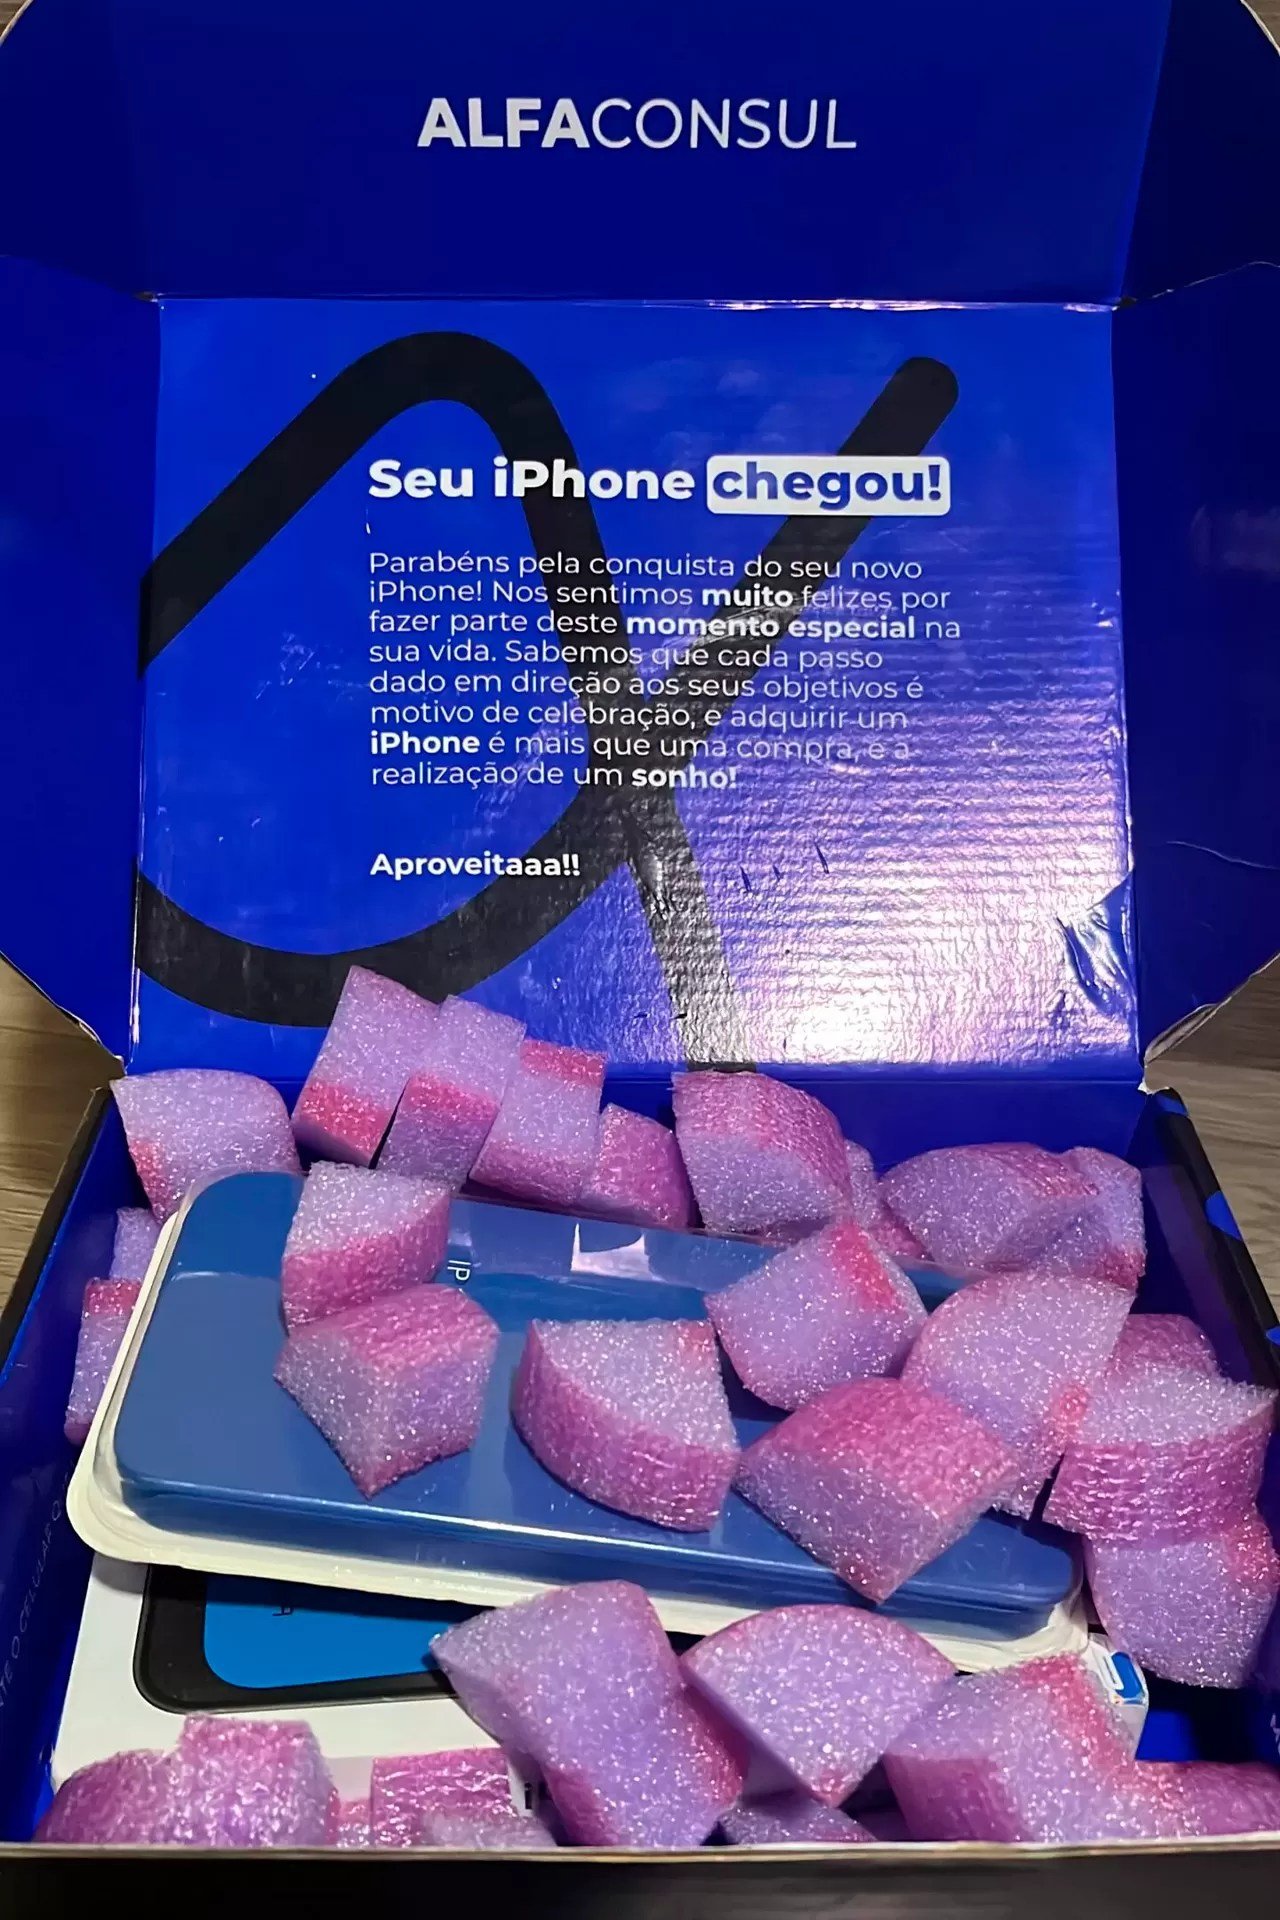 ALFACONSUL
Seu iPhone chegou!
Parabéns pela conquista do seu novo
iPhone! Nos sentimos muito felizes por
fazer parte deste momento especial na
sua vida. Sabemos que cada passo
dado em direção aos seus objetivos é
motivo de celebração, e adquirir um
iPhone é mais que uma compra, é a
realização de um sonho!
Aproveitaaa!!
IP